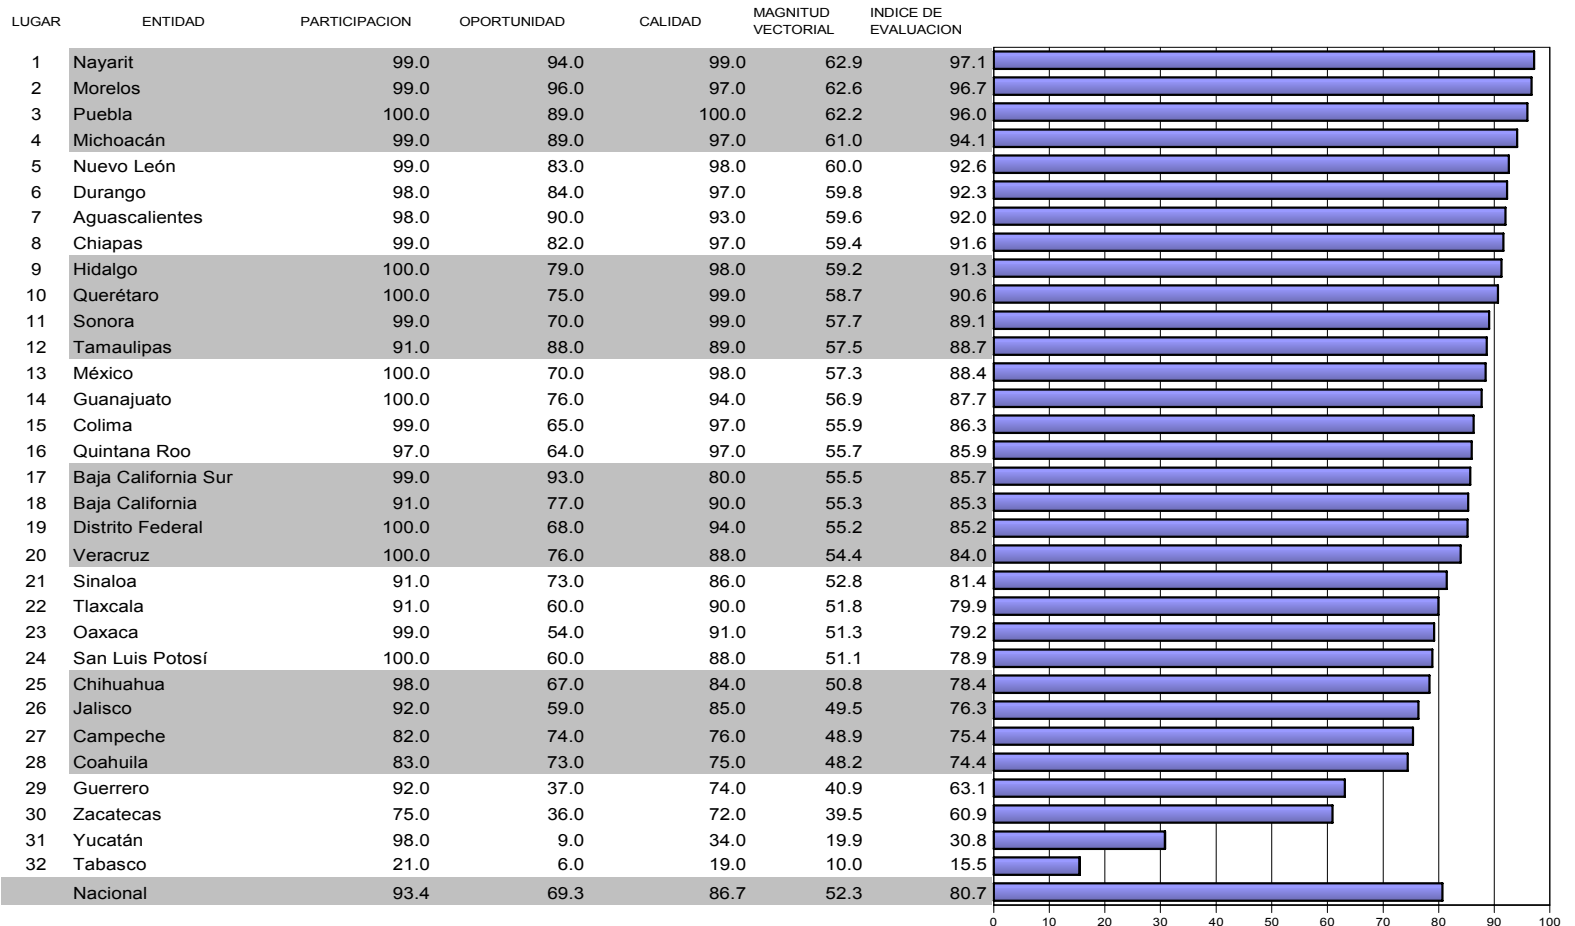 LUGAR ENTIDAD PARTICIPACION OPORTUNIDAD CALIDAD MAGNITUD VECTORIAL INDICE DE EVALUACION
1 Nayarit 99.0 94.0 99.0 62.9 97.1
2 Morelos 99.0 96.0 97.0 62.6 96.7
3 Puebla 100.0 89.0 100.0 62.2 96.0
4 Michoacán 99.0 89.0 97.0 61.0 94.1
5 Nuevo León 99.0 83.0 98.0 60.0 92.6
6 Durango 98.0 84.0 97.0 59.8 92.3
7 Aguascalientes 98.0 90.0 93.0 59.6 92.0
8 Chiapas 99.0 82.0 97.0 59.4 91.6
9 Hidalgo 100.0 79.0 98.0 59.2 91.3
10 Querétaro 100.0 75.0 99.0 58.7 90.6
11 Sonora 99.0 70.0 99.0 57.7 89.1
12 Tamaulipas 91.0 88.0 89.0 57.5 88.7
13 México 100.0 70.0 98.0 57.3 88.4
14 Guanajuato 100.0 76.0 94.0 56.9 87.7
15 Colima 99.0 65.0 97.0 55.9 86.3
16 Quintana Roo 97.0 64.0 97.0 55.7 85.9
17 Baja California Sur 99.0 93.0 80.0 55.5 85.7
18 Baja California 91.0 77.0 90.0 55.3 85.3
19 Distrito Federal 100.0 68.0 94.0 55.2 85.2
20 Veracruz 100.0 76.0 88.0 54.4 84.0
21 Sinaloa 91.0 73.0 86.0 52.8 81.4
22 Tlaxcala 91.0 60.0 90.0 51.8 79.9
23 Oaxaca 99.0 54.0 91.0 51.3 79.2
24 San Luis Potosí 100.0 60.0 88.0 51.1 78.9
25 Chihuahua 98.0 67.0 84.0 50.8 78.4
26 Jalisco 92.0 59.0 85.0 49.5 76.3
27 Campeche 82.0 74.0 76.0 48.9 75.4
28 Coahuila 83.0 73.0 75.0 48.2 74.4
29 Guerrero 92.0 37.0 74.0 40.9 63.1
30 Zacatecas 75.0 36.0 72.0 39.5 60.9
31 Yucatán 98.0 9.0 34.0 19.9 30.8
32 Tabasco 21.0 6.0 19.0 10.0 15.5
Nacional 93.4 69.3 86.7 52.3 80.7
0 10 20 30 40 50 60 70 80 90 100